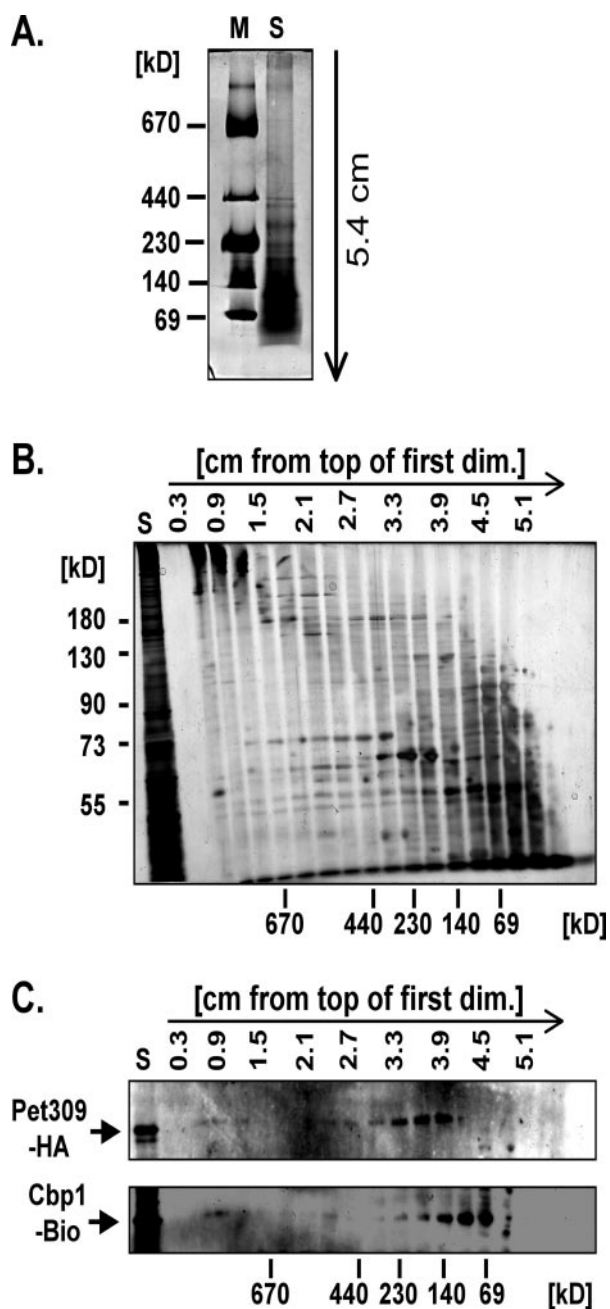 A.
M S
[kD]
670
440
230
140
69
5.4 cm
B.
[cm from top of first dim.]
S 0.3 0.9 1.5 2.1 2.7 3.3 3.9 4.5 5.1
[kD]
180
130
90
73
55
670 440 230 140 69 [kD]
C.
[cm from top of first dim.]
S 0.3 0.9 1.5 2.1 2.7 3.3 3.9 4.5 5.1
Pet309
-HA
Cbp1
-Bio
670 440 230 140 69 [kD]